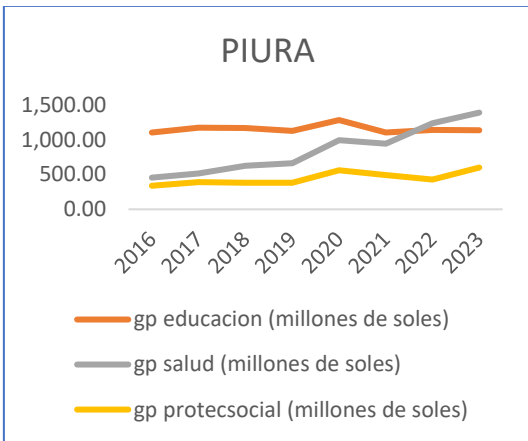 PIURA
1,500.00
1,000.00
500.00
0.00
2016 2017 2018 2019 2020 2021 2022 2023
gp educacion (millones de soles)
gp salud (millones de soles)
gp protecsocial (millones de soles)